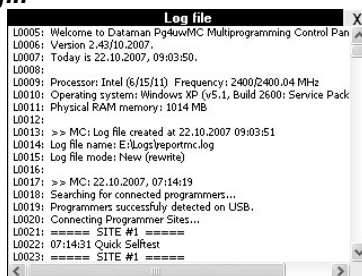 Log file X
L0005: Welcome to Dataman Pg4uwMC Multiprogramming Control Pan
L0006: Version 2.43/10.2007.
L0007: Today is 22.10.2007, 09:03:50.
L0008:
L0009: Processor: Intel (6/15/11) Frequency: 2400/2400.04 MHz
L0010: Operating system: Windows XP (v5.1, Build 2600: Service Pack
L0011: Physical RAM memory: 1014 MB
L0012:
L0013: >> MC: Log file created at 22.10.2007 09:03:51
L0014: Log file name: E:\Logs\reportmc.log
L0015: Log file mode: New (rewrite)
L0016:
L0017: >> MC: 22.10.2007, 07:14:19
L0018: Searching for connected programmers...
L0019: Programmers successfuly detected on USB.
L0020: Connecting Programmer Sites...
L0021: ===== SITE #1 =====
L0022: 07:14:31 Quick Selftest
L0023: ===== SITE #1 =====